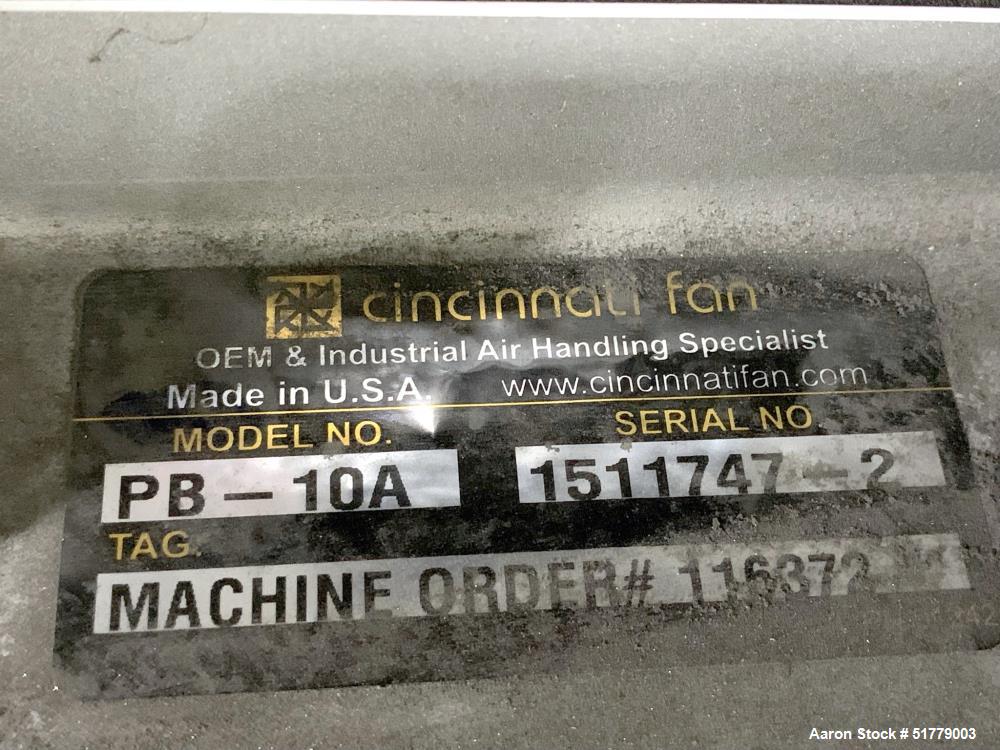 cincinnati fan
OEM & Industrial Air Handling Specialist
Made in U.S.A. www.cincinnatifan.com
MODEL NO. SERIAL NO
PB - 10A 1511747 - 2
TAG.
MACHINE ORDER# 116372
Aaron Stock # 51779003